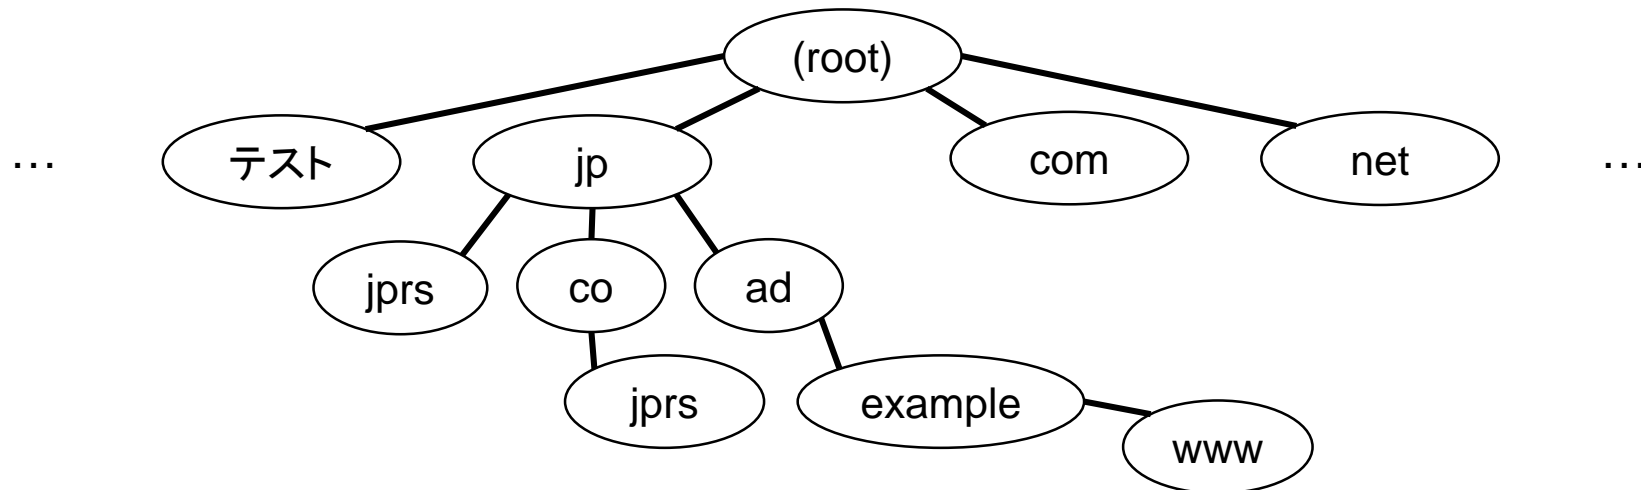 (root)
… テスト jp com net …
jprs co ad
jprs example
www